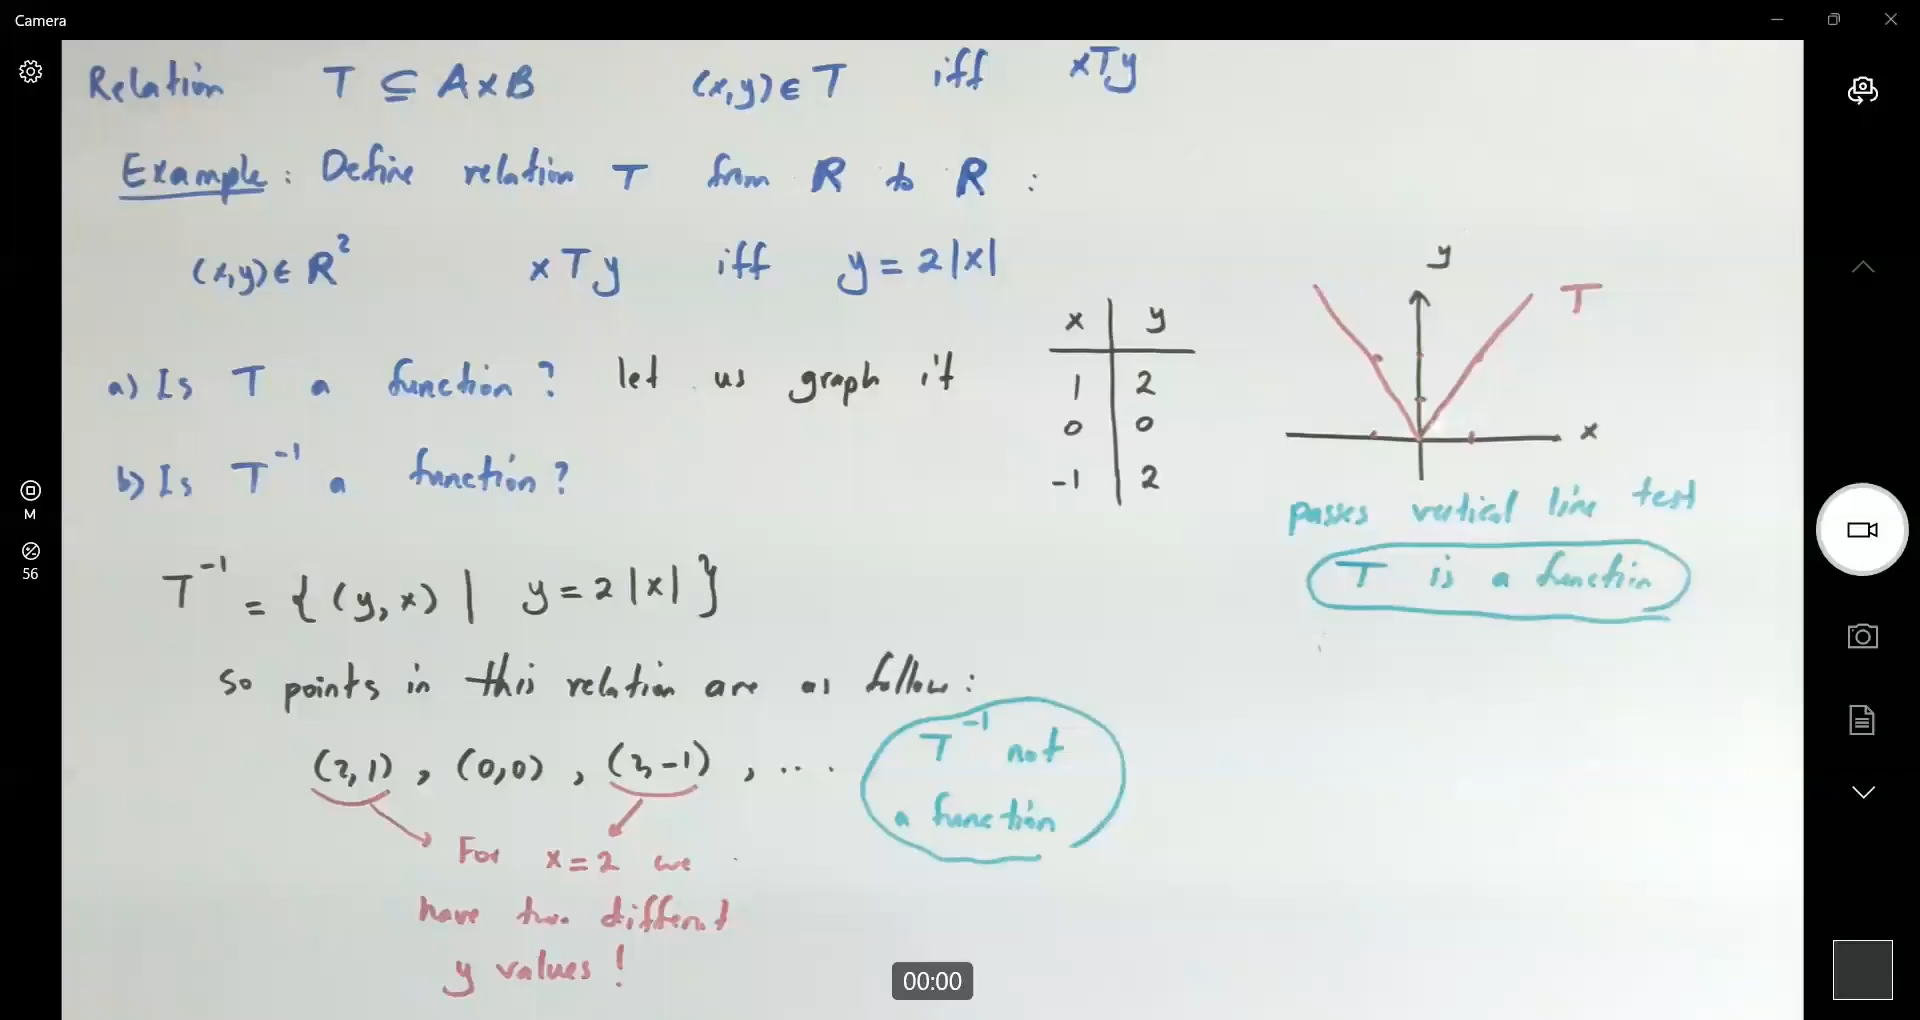 Camera
Relation T ⊆ A×B (x,y) ∈ T iff xTy
Example: Define relation T from R to R :
(x,y) ∈ R² x T y iff y = 2|x|
a) Is T a function? let us graph it
b) Is T⁻¹ a function?
x y
1 2
0 0
-1 2
y
T
x
passes vertical line test
T is a function
T⁻¹ = { (y,x) | y = 2|x| }
so points in this relation are as follow:
(2,1) , (0,0) , (2,-1) , ...
T⁻¹ not
a function
For x = 2 we
have two different
y values !
M
56
00:00